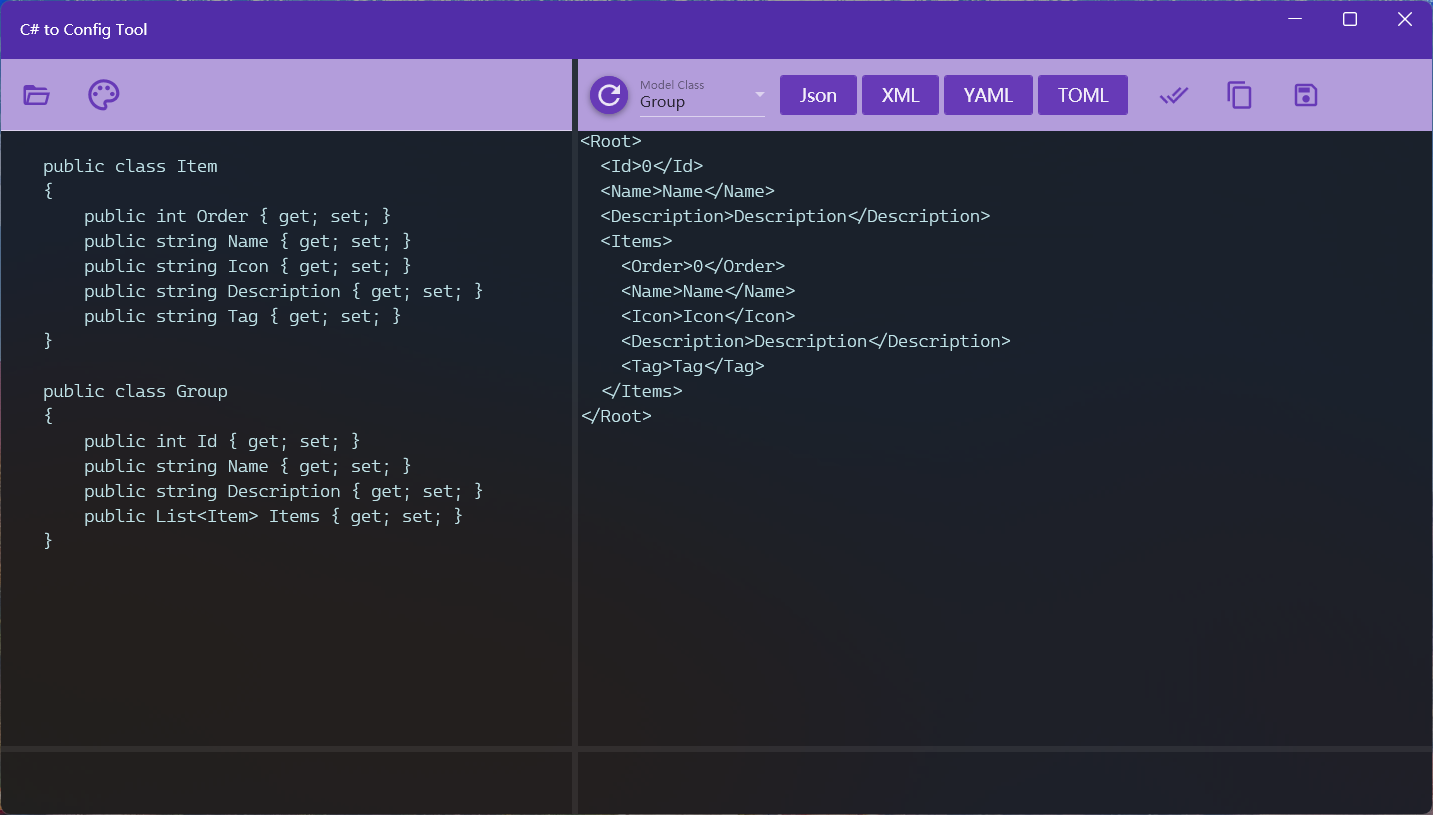 C# to Config Tool
Model Class
Group
Json
XML
YAML
TOML
public class Item
{
    public int Order { get; set; }
    public string Name { get; set; }
    public string Icon { get; set; }
    public string Description { get; set; }
    public string Tag { get; set; }
}

public class Group
{
    public int Id { get; set; }
    public string Name { get; set; }
    public string Description { get; set; }
    public List<Item> Items { get; set; }
}
<Root>
  <Id>0</Id>
  <Name>Name</Name>
  <Description>Description</Description>
  <Items>
    <Order>0</Order>
    <Name>Name</Name>
    <Icon>Icon</Icon>
    <Description>Description</Description>
    <Tag>Tag</Tag>
  </Items>
</Root>